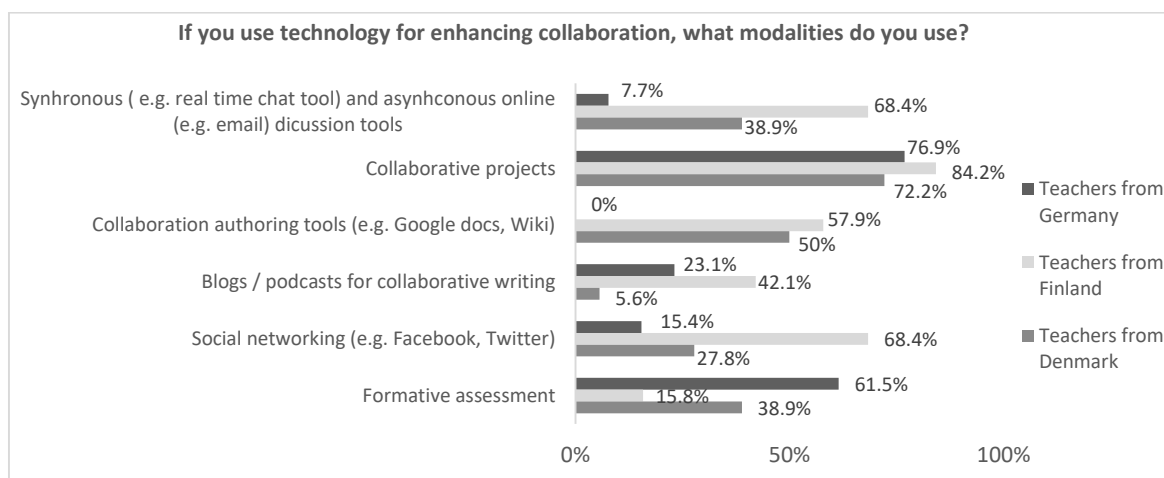 If you use technology for enhancing collaboration, what modalities do you use?
Synhronous ( e.g. real time chat tool) and asynhconous online
(e.g. email) dicussion tools
7.7%
68.4%
38.9%
Collaborative projects
76.9%
84.2%
72.2%
Collaboration authoring tools (e.g. Google docs, Wiki)
0%
57.9%
50%
Blogs / podcasts for collaborative writing
23.1%
42.1%
5.6%
Social networking (e.g. Facebook, Twitter)
15.4%
68.4%
27.8%
Formative assessment
61.5%
15.8%
38.9%
0%
50%
100%
Teachers from
Germany
Teachers from
Finland
Teachers from
Denmark